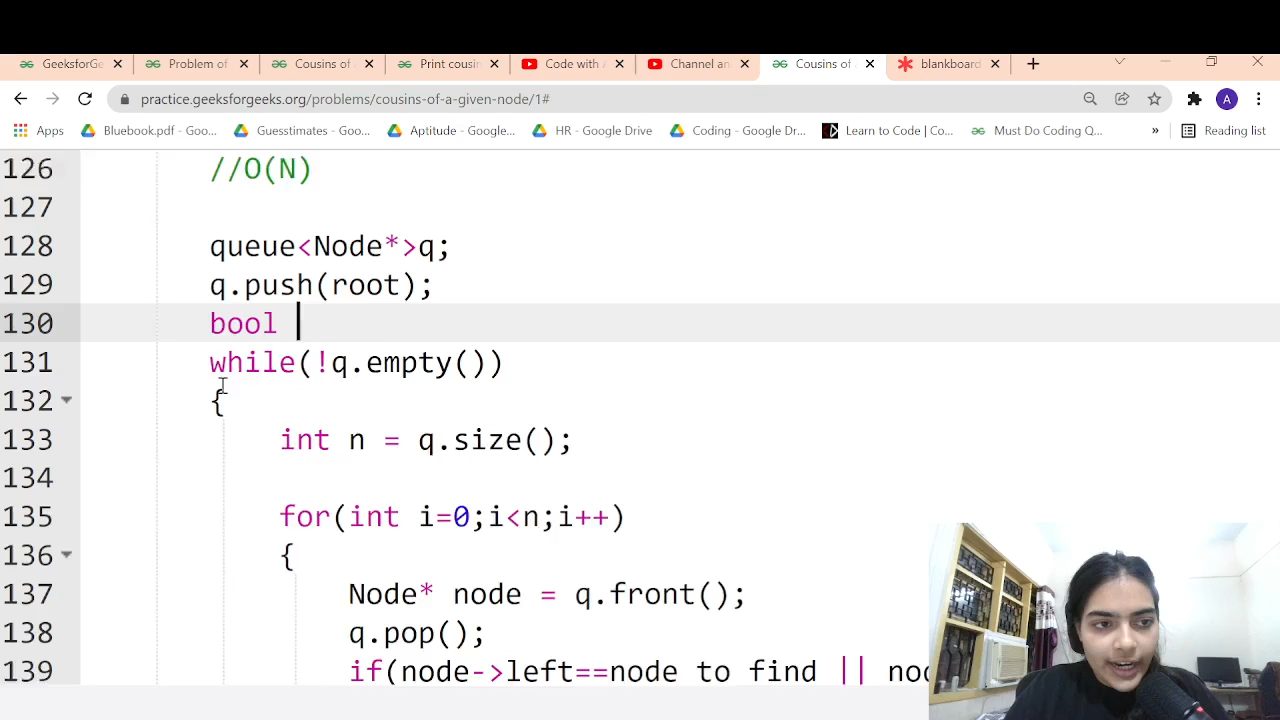 GeeksforGe
Problem of
Cousins of
Print cousin
Code with
Channel an
Cousins of
blankboard
practice.geeksforgeeks.org/problems/cousins-of-a-given-node/1#
A
Apps
Bluebook.pdf - Goo...
Guesstimates - Goo...
Aptitude - Google...
HR - Google Drive
Coding - Google Dr...
Learn to Code | Co...
Must Do Coding Q...
»
Reading list
126 //O(N)
127
128 queue<Node*>q;
129 q.push(root);
130 bool
131 while(!q.empty())
132 {
133 int n = q.size();
134
135 for(int i=0;i<n;i++)
136 {
137 Node* node = q.front();
138 q.pop();
139 if(node->left==node to find ||